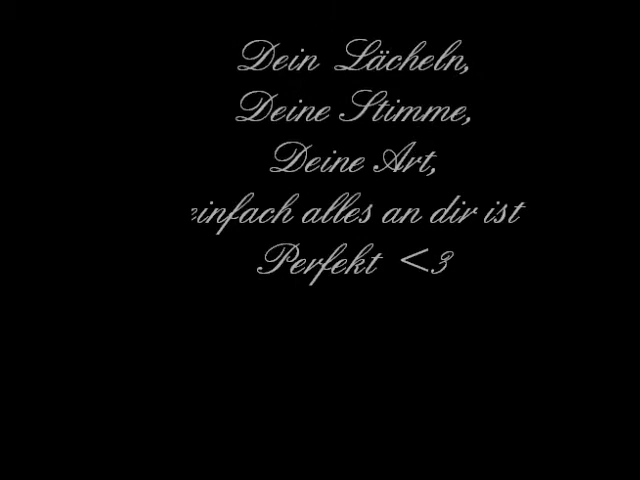 Dein Lächeln,
Deine Stimme,
Deine Art,
einfach alles an dir ist
Perfekt <3